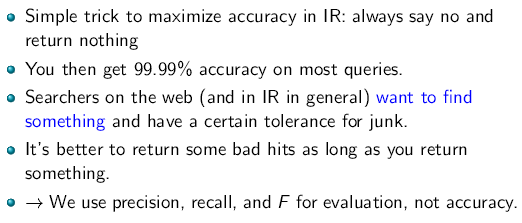 Simple trick to maximize accuracy in IR: always say no and
return nothing
You then get 99.99% accuracy on most queries.
Searchers on the web (and in IR in general) want to find
something and have a certain tolerance for junk.
It's better to return some bad hits as long as you return
something.
→ We use precision, recall, and F for evaluation, not accuracy.